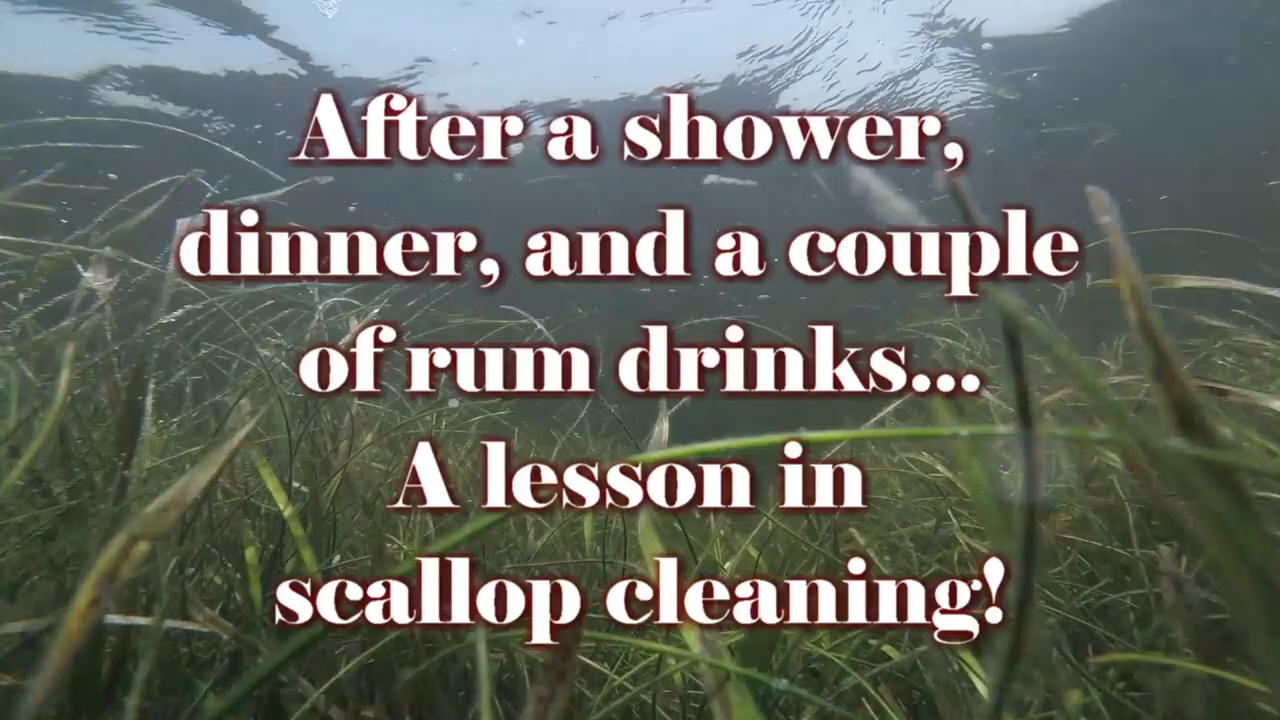 After a shower,
dinner, and a couple
of rum drinks...
A lesson in
scallop cleaning!